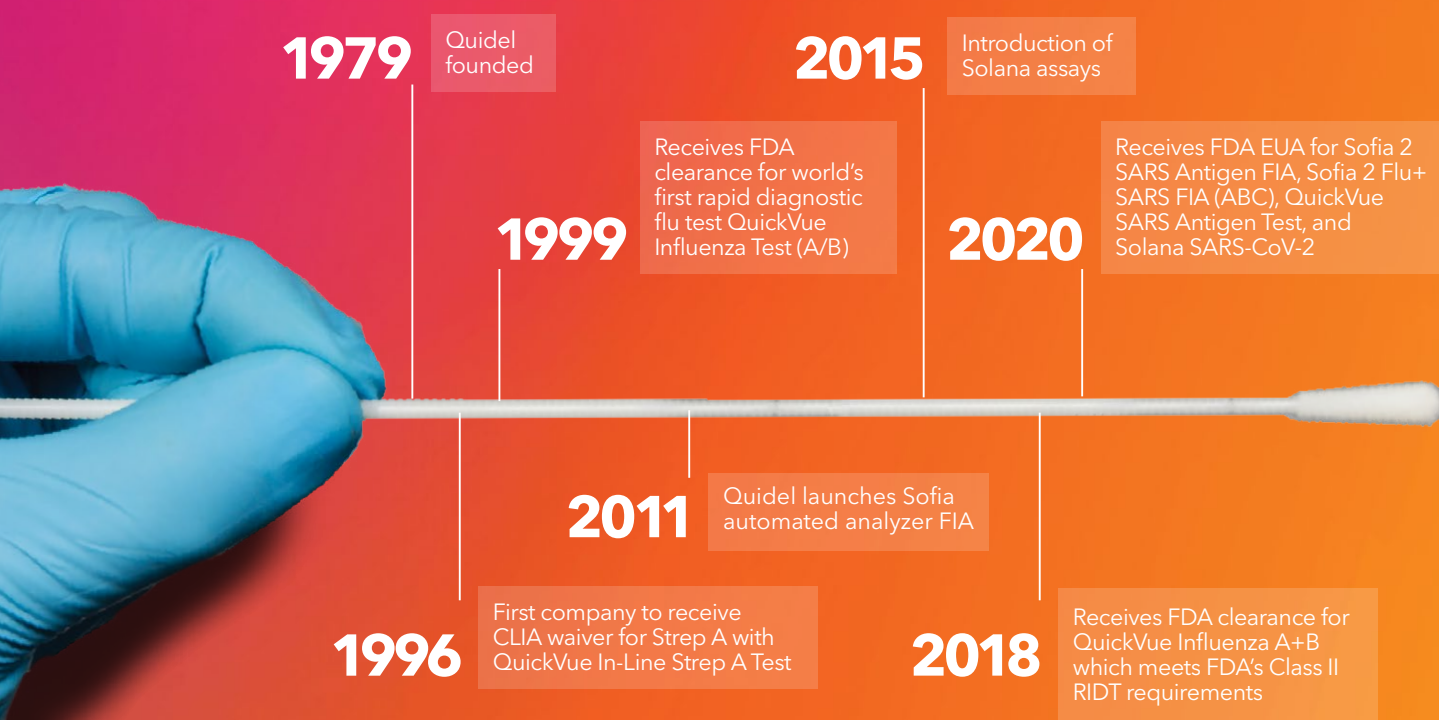 1979
Quidel
founded
1996
First company to receive
CLIA waiver for Strep A with
QuickVue In-Line Strep A Test
1999
Receives FDA
clearance for world’s
first rapid diagnostic
flu test QuickVue
Influenza Test (A/B)
2011
Quidel launches Sofia
automated analyzer FIA
2015
Introduction of
Solana assays
2018
Receives FDA clearance for
QuickVue Influenza A+B
which meets FDA’s Class II
RIDT requirements
2020
Receives FDA EUA for Sofia 2
SARS Antigen FIA, Sofia 2 Flu+
SARS FIA (ABC), QuickVue
SARS Antigen Test, and
Solana SARS-CoV-2